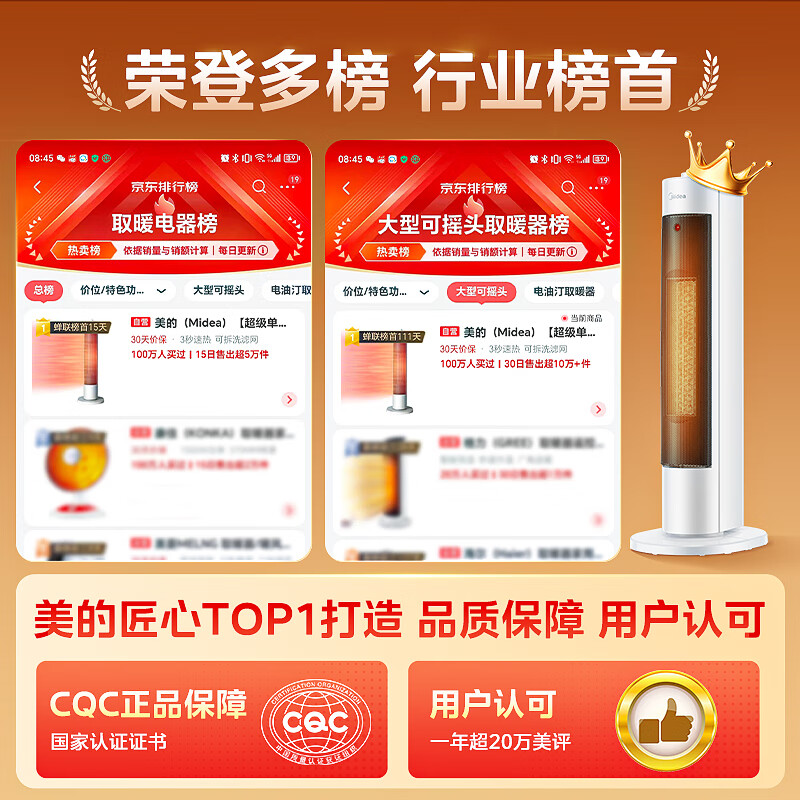 荣登多榜 行业榜首
08:45
19
京东排行榜
取暖电器榜
热卖榜 依据销量与销额计算 | 每日更新
总榜 价位/特色功... 大型可摇头 电油汀取
蝉联榜首15天
自营 美的（Midea）【超级单...
30天价保 · 3秒速热 可拆洗滤网
100万人买过 | 15日售出超5万件
08:45
19
京东排行榜
大型可摇头取暖器榜
热卖榜 依据销量与销额计算 | 每日更新
价位/特色功... 大型可摇头 电油汀取暖器
当前商品
蝉联榜首111天
自营 美的（Midea）【超级单...
30天价保 · 3秒速热 可拆洗滤网
100万人买过 | 30日售出超10万+件
Midea
美的匠心TOP1打造 品质保障 用户认可
CQC正品保障
国家认证证书
CERTIFICATION ORGANIZATION
CQC
用户认可
一年超20万美评